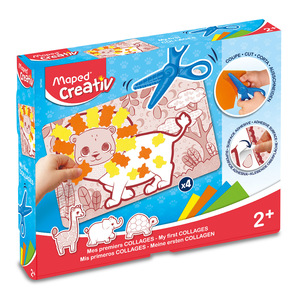 Maped®
Creativ
COUPE • CUT • CORTA • AUSSCHNEIDEN
x4
2+
Mes premiers COLLAGES - My first COLLAGES
Mis primeros COLLAGES - Meine ersten COLLAGEN